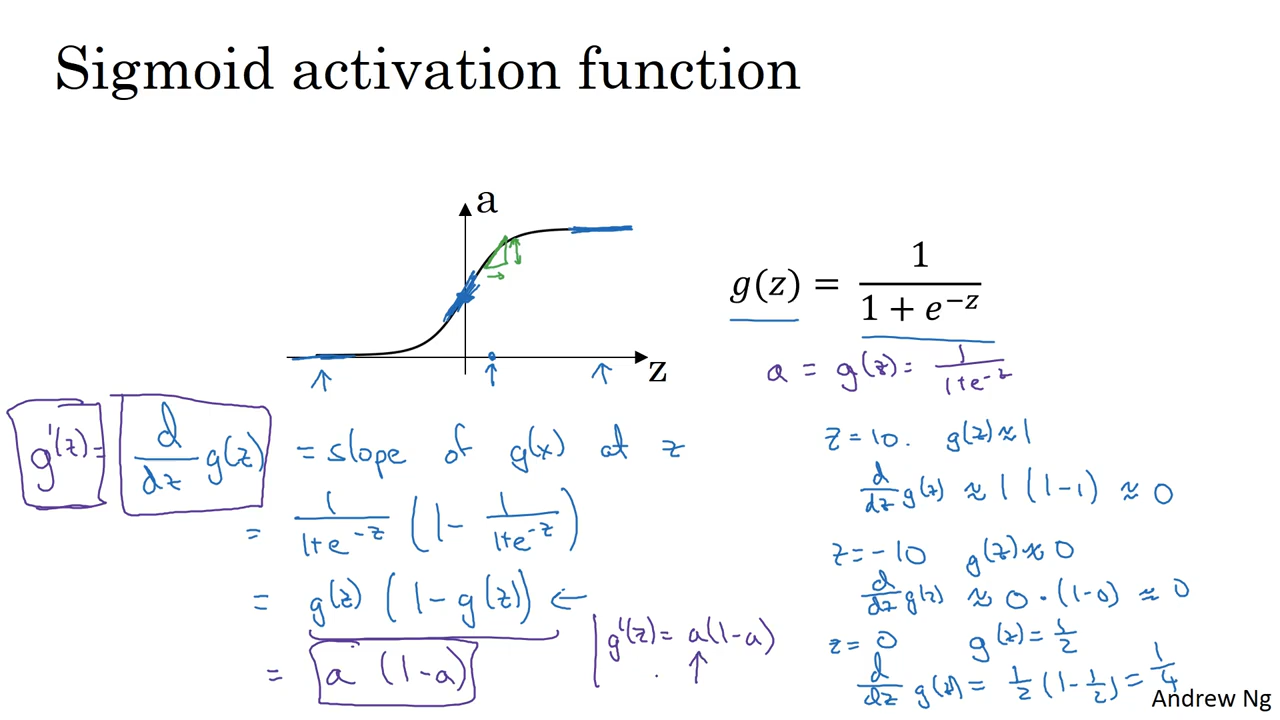 Sigmoid activation function
a
z
g(z) = 1 / (1 + e^{-z})
a = g(z) = 1 / (1+e^{-z})
g'(z) = d/dz g(z) = slope of g(x) at z
= 1 / (1+e^{-z}) (1 - 1 / (1+e^{-z}))
= g(z) (1 - g(z)) ←
= a (1-a)
g'(z) = a(1-a)
z = 10. g(z) ≈ 1
d/dz g(z) ≈ 1 (1-1) ≈ 0
z = -10 g(z) ≈ 0
d/dz g(z) ≈ 0 · (1-0) ≈ 0
z = 0 g(z) = 1/2
d/dz g(z) = 1/2 (1 - 1/2) = 1/4
Andrew Ng